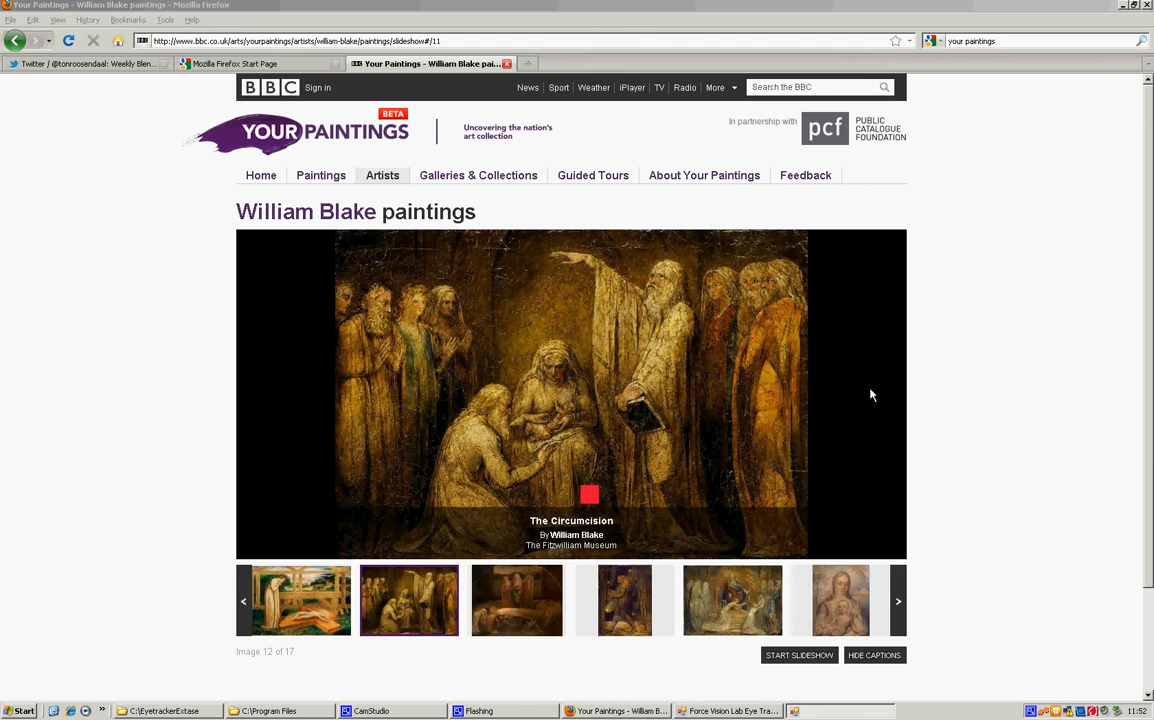 Your Paintings - William Blake paintings - Mozilla Firefox
File Edit View History Bookmarks Tools Help
http://www.bbc.co.uk/arts/yourpaintings/artists/william-blake/paintings/slideshow#/11
your paintings
Twitter / @tonroosendaal: Weekly Blen...
Mozilla Firefox Start Page
Your Paintings - William Blake pai...
BBC Sign in News Sport Weather iPlayer TV Radio More Search the BBC
BETA
YOURPAINTINGS
Uncovering the nation's
art collection
In partnership with
pcf
PUBLIC
CATALOGUE
FOUNDATION
Home Paintings Artists Galleries & Collections Guided Tours About Your Paintings Feedback
William Blake paintings
The Circumcision
By William Blake
The Fitzwilliam Museum
< >
Image 12 of 17
START SLIDESHOW HIDE CAPTIONS
Start » C:\EyetrackerExtase C:\Program Files CamStudio Flashing Your Paintings - William B... Force Vision Lab Eye Tra... 11:52